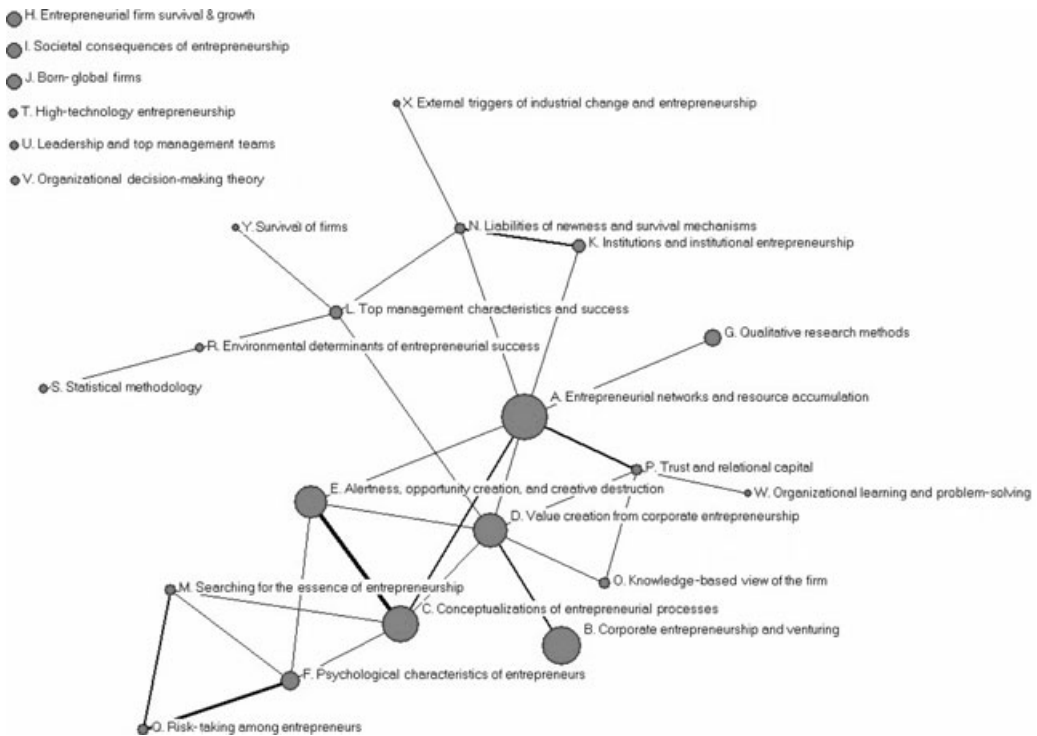 H. Entrepreneurial firm survival & growth
I. Societal consequences of entrepreneurship
J. Born-global firms
X. External triggers of industrial change and entrepreneurship
T. High-technology entrepreneurship
U. Leadership and top management teams
V. Organizational decision-making theory
Y. Survival of firms
N. Liabilities of newness and survival mechanisms
K. Institutions and institutional entrepreneurship
L. Top management characteristics and success
G. Qualitative research methods
R. Environmental determinants of entrepreneurial success
S. Statistical methodology
A. Entrepreneurial networks and resource accumulation
P. Trust and relational capital
E. Alertness, opportunity creation, and creative destruction
W. Organizational learning and problem-solving
D. Value creation from corporate entrepreneurship
O. Knowledge-based view of the firm
M. Searching for the essence of entrepreneurship
C. Conceptualizations of entrepreneurial processes
B. Corporate entrepreneurship and venturing
F. Psychological characteristics of entrepreneurs
Q. Risk-taking among entrepreneurs